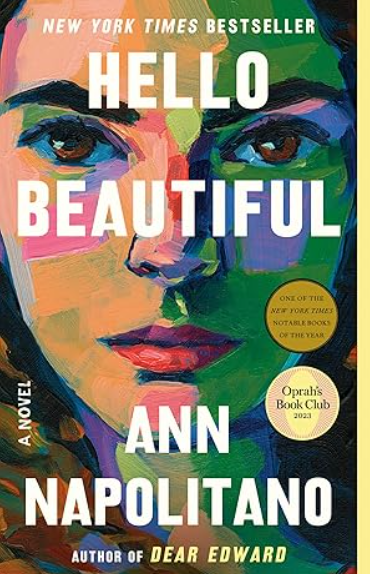 NEW YORK TIMES BESTSELLER
HELLO
BEAUTIFUL
ONE OF THE
NEW YORK TIMES
NOTABLE BOOKS
OF THE YEAR
Oprah's
Book Club
2023
A NOVEL
ANN
NAPOLITANO
AUTHOR OF DEAR EDWARD